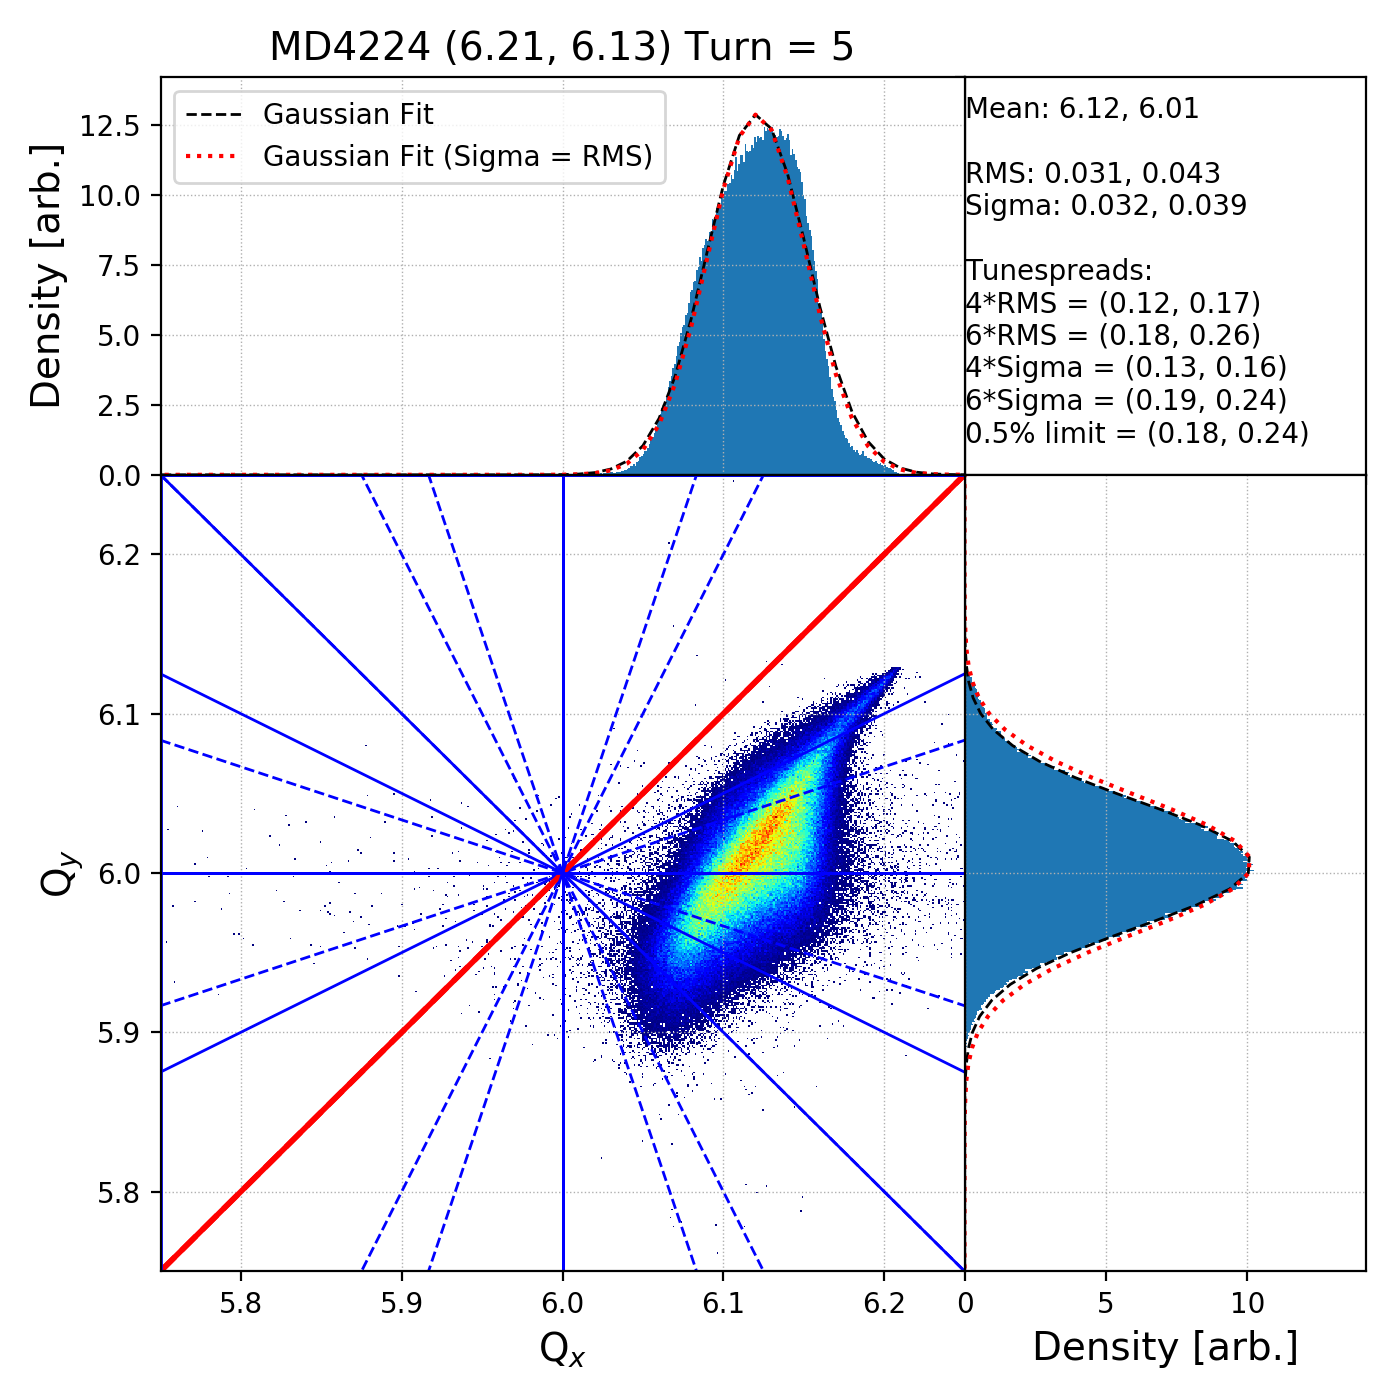 MD4224 (6.21, 6.13) Turn = 5
Gaussian Fit
Gaussian Fit (Sigma = RMS)
Density [arb.]
12.5
10.0
7.5
5.0
2.5
0.0
Mean: 6.12, 6.01
RMS: 0.031, 0.043
Sigma: 0.032, 0.039
Tunespreads:
4*RMS = (0.12, 0.17)
6*RMS = (0.18, 0.26)
4*Sigma = (0.13, 0.16)
6*Sigma = (0.19, 0.24)
0.5% limit = (0.18, 0.24)
Qy
6.2
6.1
6.0
5.9
5.8
5.8 5.9 6.0 6.1 6.2
Qx
0 5 10
Density [arb.]